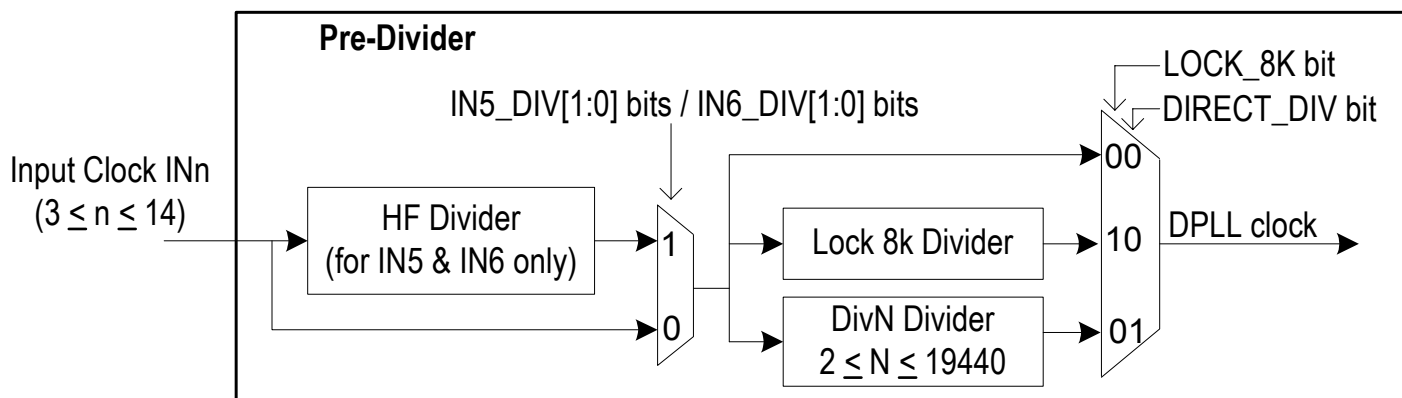 Pre-Divider
LOCK_8K bit
DIRECT_DIV bit
IN5_DIV[1:0] bits / IN6_DIV[1:0] bits
Input Clock INn
(3 ≤ n ≤ 14)
HF Divider
(for IN5 & IN6 only)
1
0
00
Lock 8k Divider
10
DPLL clock
DivN Divider
2 ≤ N ≤ 19440
01